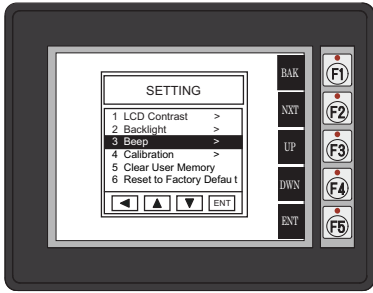 SETTING
1 LCD Contrast >
2 Backlight >
3 Beep >
4 Calibration >
5 Clear User Memory
6 Reset to Factory Defau t
ENT
BAK
NXT
UP
DWN
ENT
F1
F2
F3
F4
F5